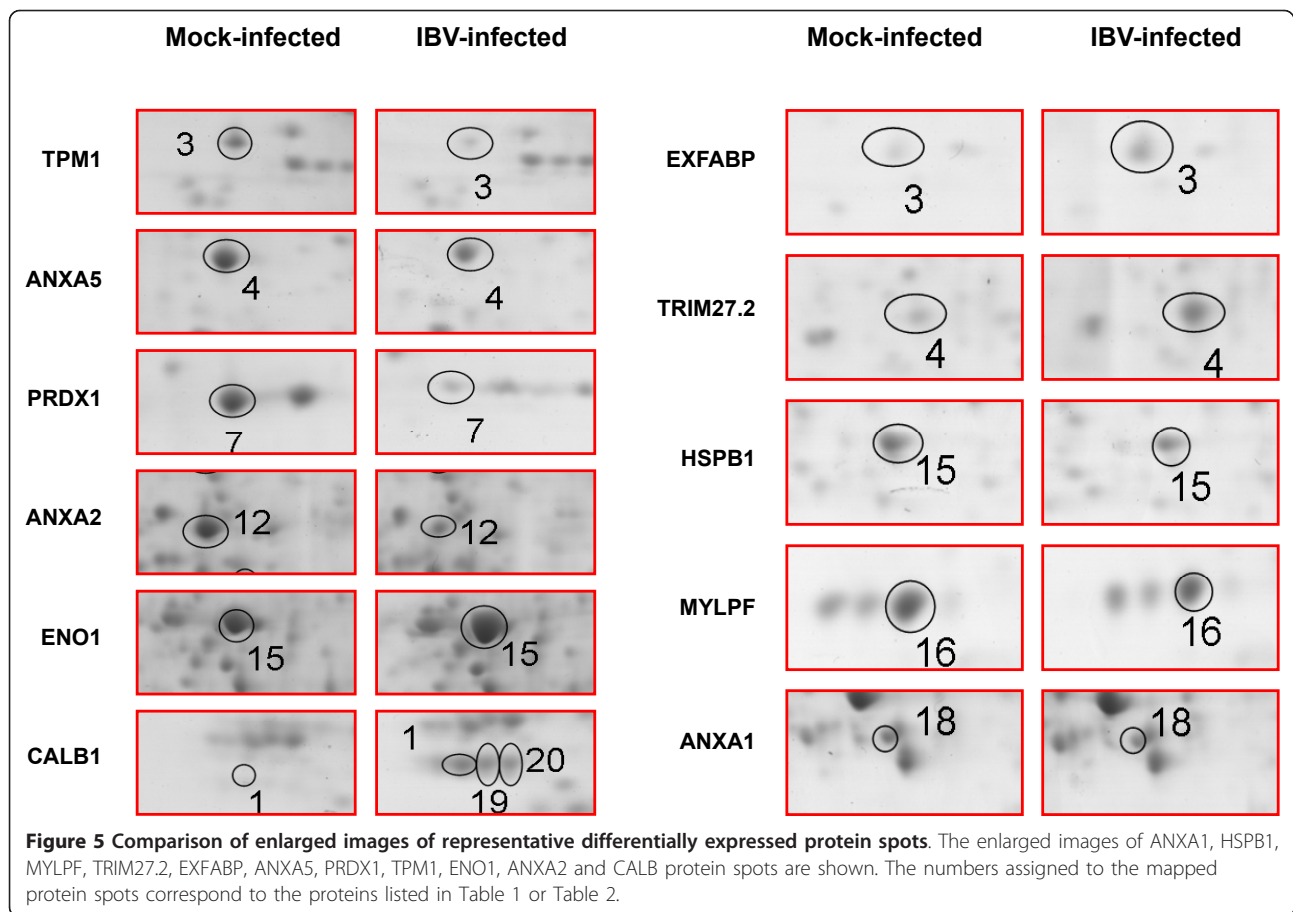 Mock-infected IBV-infected Mock-infected IBV-infected
TPM1 3 3
ANXA5 4 4
PRDX1 7 7
ANXA2 12 12
ENO1 15 15
CALB1 1 1 19 20
EXFABP 3 3
TRIM27.2 4 4
HSPB1 15 15
MYLPF 16 16
ANXA1 18 18
Figure 5 Comparison of enlarged images of representative differentially expressed protein spots. The enlarged images of ANXA1, HSPB1,
MYLPF, TRIM27.2, EXFABP, ANXA5, PRDX1, TPM1, ENO1, ANXA2 and CALB protein spots are shown. The numbers assigned to the mapped
protein spots correspond to the proteins listed in Table 1 or Table 2.